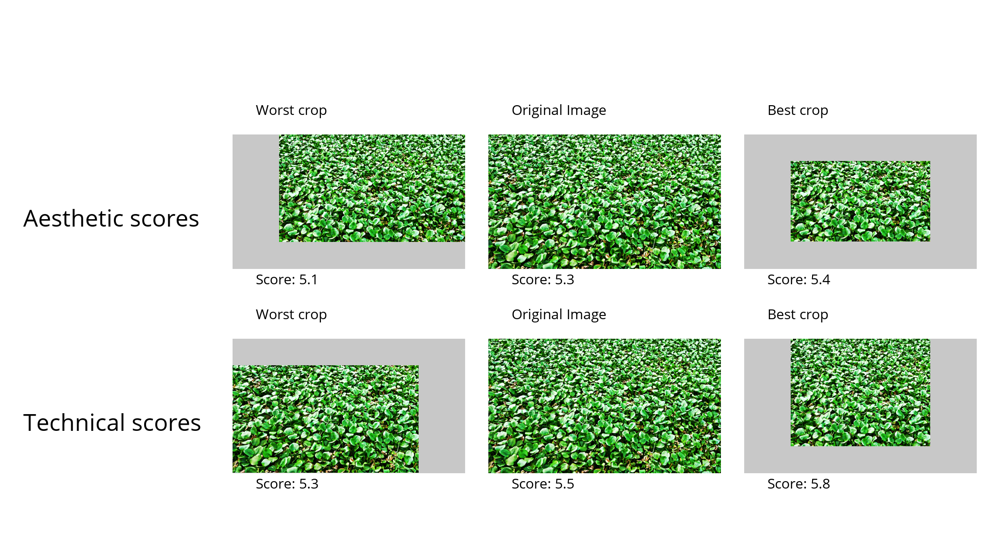 Worst crop
Original Image
Best crop
Aesthetic scores
Score: 5.1
Score: 5.3
Score: 5.4
Worst crop
Original Image
Best crop
Technical scores
Score: 5.3
Score: 5.5
Score: 5.8